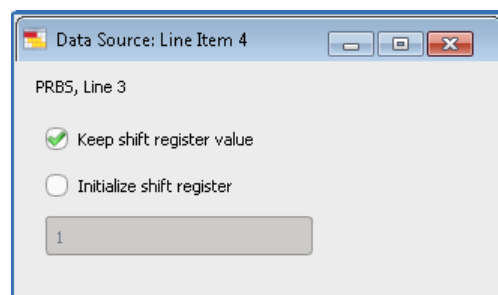 Data Source: Line Item 4
PRBS, Line 3
Keep shift register value
Initialize shift register
1